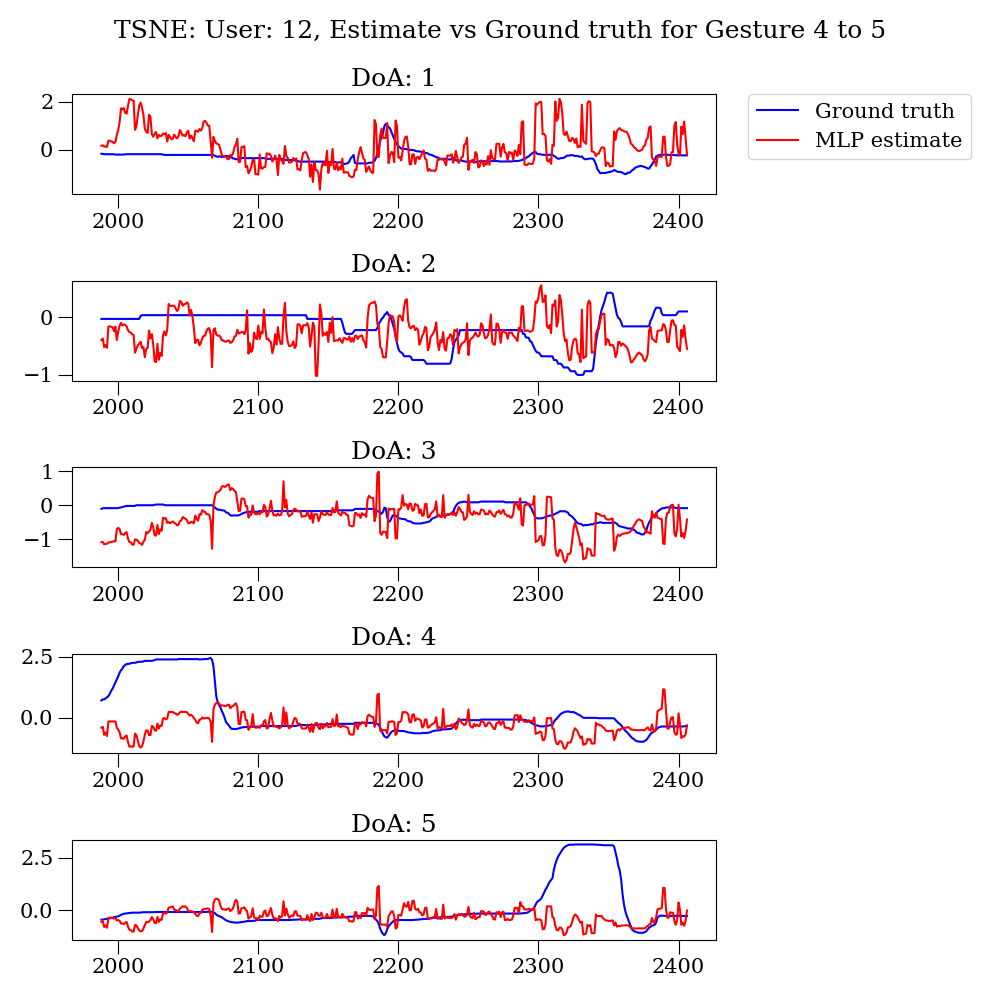 TSNE: User: 12, Estimate vs Ground truth for Gesture 4 to 5
DoA: 1
Ground truth
MLP estimate
2
0
2000 2100 2200 2300 2400
DoA: 2
0
−1
2000 2100 2200 2300 2400
DoA: 3
1
0
−1
2000 2100 2200 2300 2400
DoA: 4
2.5
0.0
2000 2100 2200 2300 2400
DoA: 5
2.5
0.0
2000 2100 2200 2300 2400